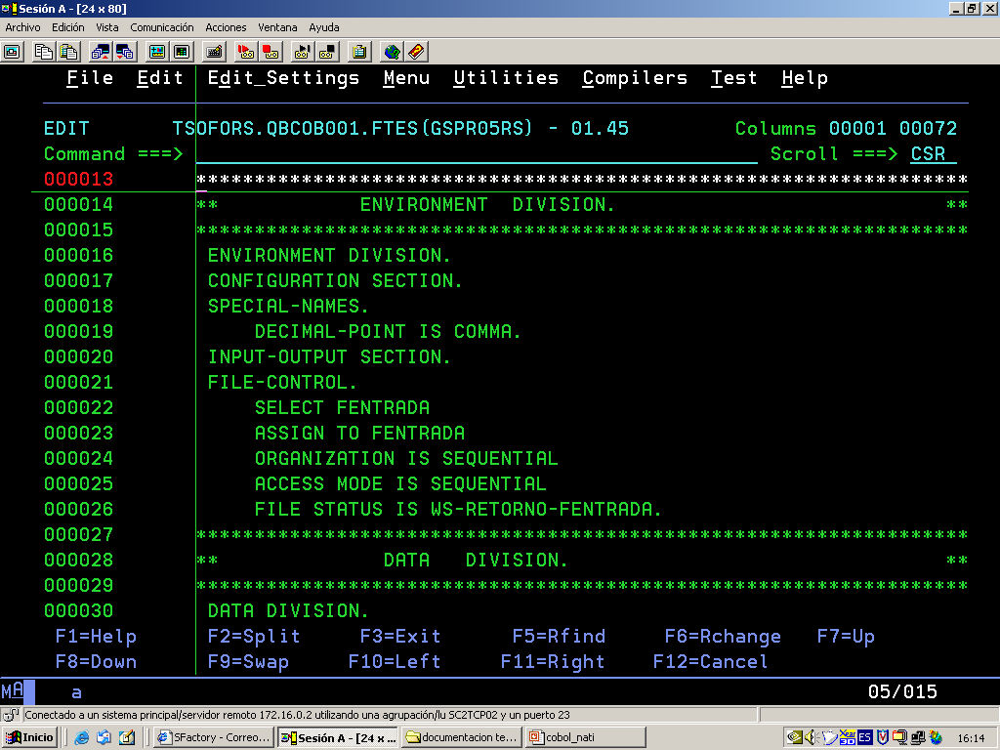 Sesión A - [24 x 80]
Archivo Edición Vista Comunicación Acciones Ventana Ayuda
File Edit Edit_Settings Menu Utilities Compilers Test Help
EDIT TSOFORS.QBCOB001.FTES(GSPRO5RS) - 01.45 Columns 00001 00072
Command ===> Scroll ===> CSR
000013 ******************************************************************
000014 ** ENVIRONMENT DIVISION. **
000015 ******************************************************************
000016 ENVIRONMENT DIVISION.
000017 CONFIGURATION SECTION.
000018 SPECIAL-NAMES.
000019 DECIMAL-POINT IS COMMA.
000020 INPUT-OUTPUT SECTION.
000021 FILE-CONTROL.
000022 SELECT FENTRADA
000023 ASSIGN TO FENTRADA
000024 ORGANIZATION IS SEQUENTIAL
000025 ACCESS MODE IS SEQUENTIAL
000026 FILE STATUS IS WS-RETORNO-FENTRADA.
000027 ******************************************************************
000028 ** DATA DIVISION. **
000029 ******************************************************************
000030 DATA DIVISION.
F1=Help F2=Split F3=Exit F5=Rfind F6=Rchange F7=Up
F8=Down F9=Swap F10=Left F11=Right F12=Cancel
MA a 05/015
Conectado a un sistema principal/servidor remoto 172.16.0.2 utilizando una agrupación/lu SC2TCP02 y un puerto 23
Inicio SFactory - Correo... Sesión A - [24 x ... documentacion te... cobol_nati ES 16:14